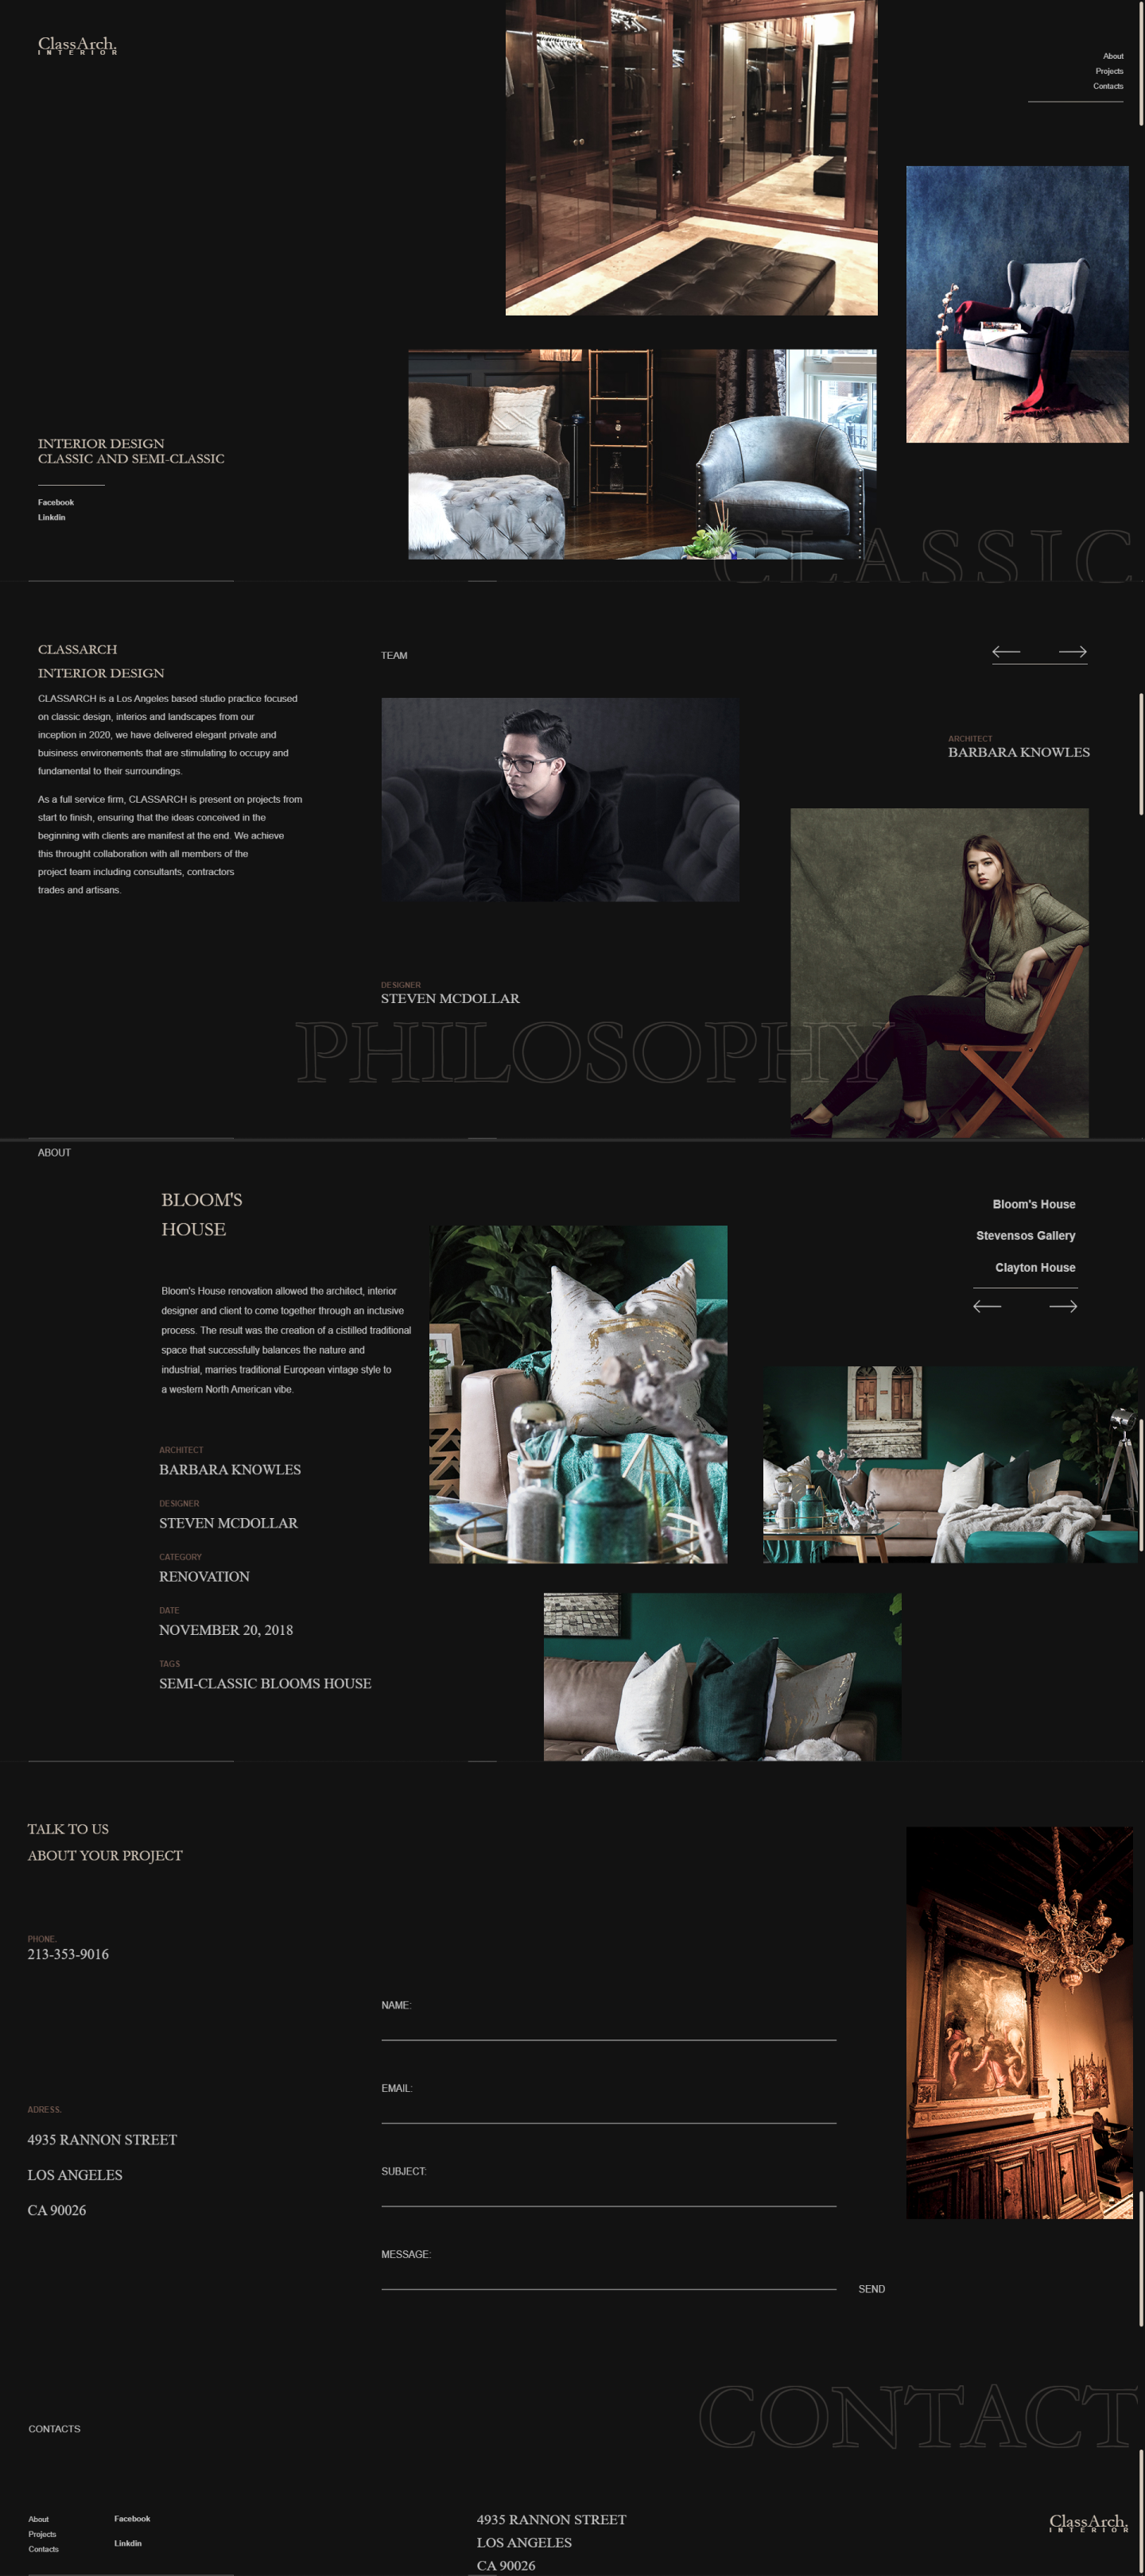 ClassArch.
INTERIOR
About
Projects
Contacts
INTERIOR DESIGN
CLASSIC AND SEMI-CLASSIC
Facebook
Linkdin
CLASSIC
CLASSARCH
INTERIOR DESIGN
CLASSARCH is a Los Angeles based studio practice focused
on classic design, interios and landscapes from our
inception in 2020, we have delivered elegant private and
buisiness environements that are stimulating to occupy and
fundamental to their surroundings.
As a full service firm, CLASSARCH is present on projects from
start to finish, ensuring that the ideas conceived in the
beginning with clients are manifest at the end. We achieve
this throught collaboration with all members of the
project team including consultants, contractors
trades and artisans.
TEAM
ARCHITECT
BARBARA KNOWLES
DESIGNER
STEVEN MCDOLLAR
PHILOSOPHY
ABOUT
BLOOM'S
HOUSE
Bloom's House renovation allowed the architect, interior
designer and client to come together through an inctusive
process. The result was the creation of a cistilled traditional
space that successfully balances the nature and
industrial, marries traditional European vintage style to
a western North American vibe.
ARCHITECT
BARBARA KNOWLES
DESIGNER
STEVEN MCDOLLAR
CATEGORY
RENOVATION
DATE
NOVEMBER 20, 2018
TAGS
SEMI-CLASSIC BLOOMS HOUSE
Bloom's House
Stevensos Gallery
Clayton House
TALK TO US
ABOUT YOUR PROJECT
PHONE.
213-353-9016
ADRESS.
4935 RANNON STREET
LOS ANGELES
CA 90026
NAME:
EMAIL:
SUBJECT:
MESSAGE:
SEND
CONTACT
CONTACTS
About
Projects
Contacts
Facebook
Linkdin
4935 RANNON STREET
LOS ANGELES
CA 90026
ClassArch.
INTERIOR